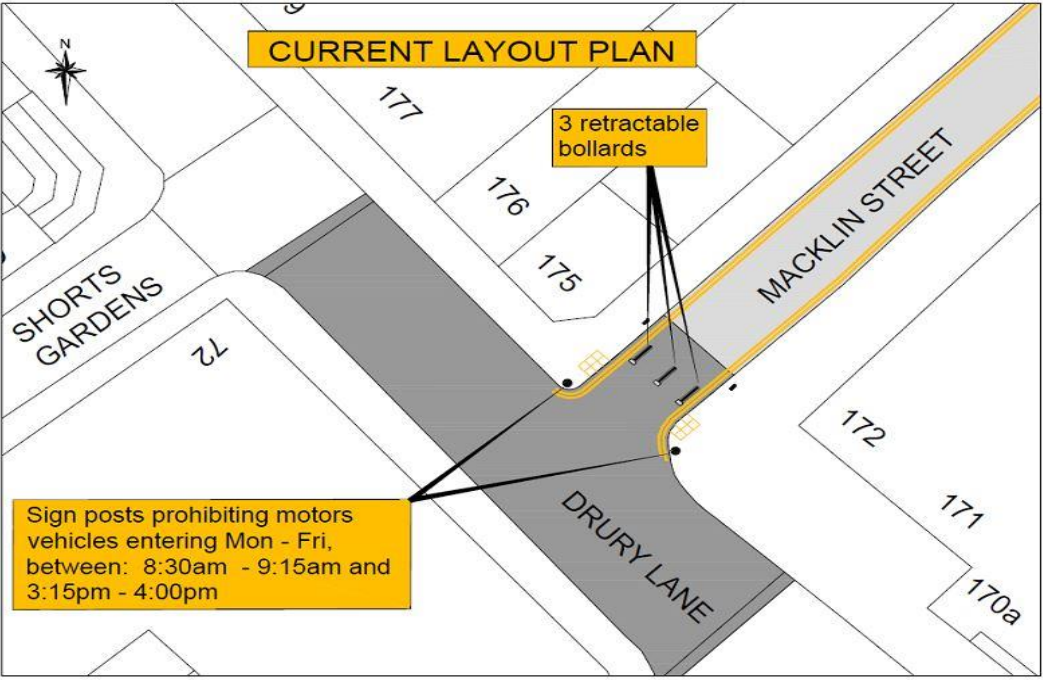 CURRENT LAYOUT PLAN
N
177
3 retractable
bollards
176
MACKLIN STREET
175
SHORTS
GARDENS
72
172
171
Sign posts prohibiting motors
vehicles entering Mon - Fri,
between: 8:30am - 9:15am and
3:15pm - 4:00pm
DRURY LANE
170a